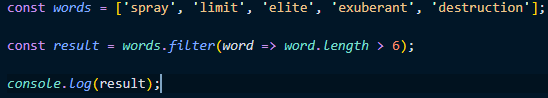 const words = ['spray', 'limit', 'elite', 'exuberant', 'destruction'];
const result = words.filter(word => word.length > 6);
console.log(result);